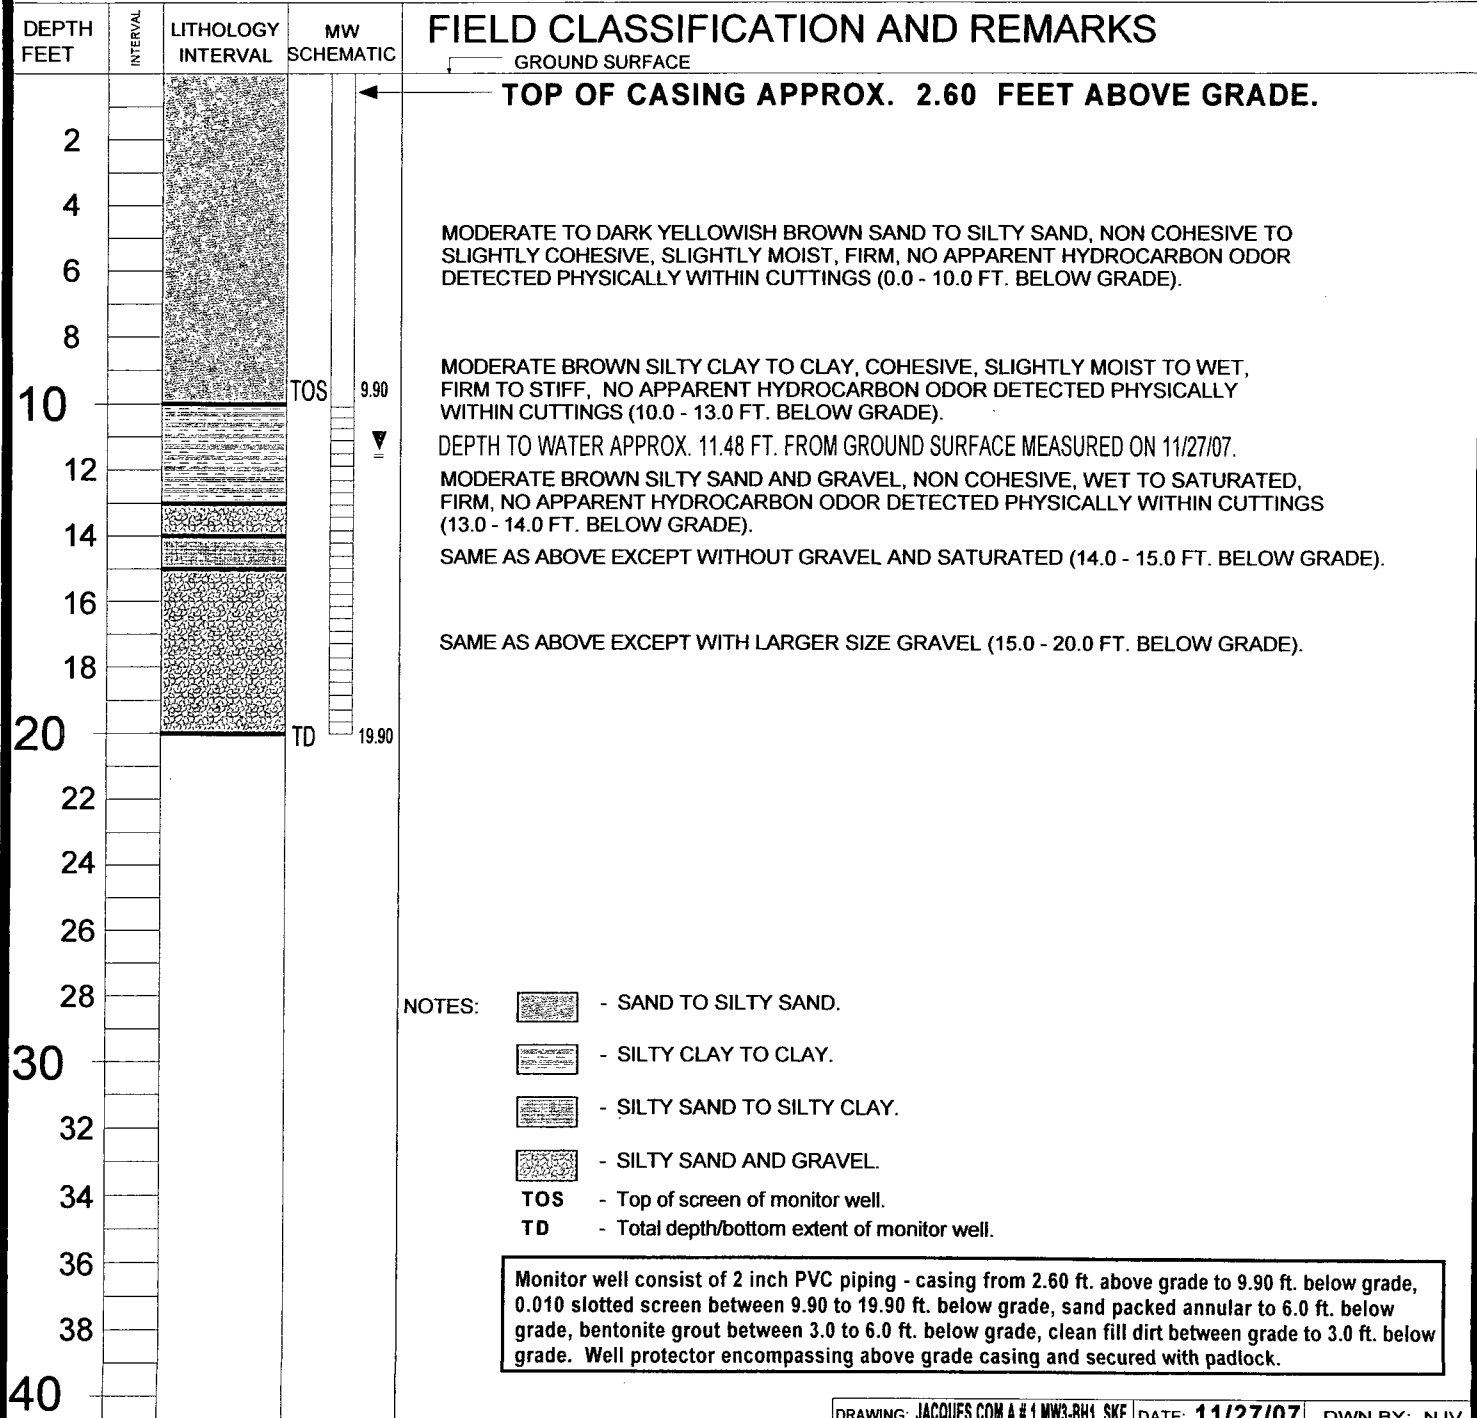 DEPTH
FEET
INTERVAL
LITHOLOGY
INTERVAL
MW
SCHEMATIC
FIELD CLASSIFICATION AND REMARKS
GROUND SURFACE
TOP OF CASING APPROX. 2.60 FEET ABOVE GRADE.
2
4
MODERATE TO DARK YELLOWISH BROWN SAND TO SILTY SAND, NON COHESIVE TO
SLIGHTLY COHESIVE, SLIGHTLY MOIST, FIRM, NO APPARENT HYDROCARBON ODOR
DETECTED PHYSICALLY WITHIN CUTTINGS (0.0 - 10.0 FT. BELOW GRADE).
6
8
MODERATE BROWN SILTY CLAY TO CLAY, COHESIVE, SLIGHTLY MOIST TO WET,
FIRM TO STIFF, NO APPARENT HYDROCARBON ODOR DETECTED PHYSICALLY
WITHIN CUTTINGS (10.0 - 13.0 FT. BELOW GRADE).
TOS 9.90
10
DEPTH TO WATER APPROX. 11.48 FT. FROM GROUND SURFACE MEASURED ON 11/27/07.
12
MODERATE BROWN SILTY SAND AND GRAVEL, NON COHESIVE, WET TO SATURATED,
FIRM, NO APPARENT HYDROCARBON ODOR DETECTED PHYSICALLY WITHIN CUTTINGS
(13.0 - 14.0 FT. BELOW GRADE).
14
SAME AS ABOVE EXCEPT WITHOUT GRAVEL AND SATURATED (14.0 - 15.0 FT. BELOW GRADE).
16
SAME AS ABOVE EXCEPT WITH LARGER SIZE GRAVEL (15.0 - 20.0 FT. BELOW GRADE).
18
20
TD 19.90
22
24
26
28
NOTES:
- SAND TO SILTY SAND.
30
- SILTY CLAY TO CLAY.
- SILTY SAND TO SILTY CLAY.
32
- SILTY SAND AND GRAVEL.
34
TOS - Top of screen of monitor well.
TD - Total depth/bottom extent of monitor well.
36
38
40
Monitor well consist of 2 inch PVC piping - casing from 2.60 ft. above grade to 9.90 ft. below grade,
0.010 slotted screen between 9.90 to 19.90 ft. below grade, sand packed annular to 6.0 ft. below
grade, bentonite grout between 3.0 to 6.0 ft. below grade, clean fill dirt between grade to 3.0 ft. below
grade. Well protector encompassing above grade casing and secured with padlock.
DRAWING: JACQUES COM A # 1 MW3-BH1. SKF DATE: 11/27/07 DWN BY: NJV